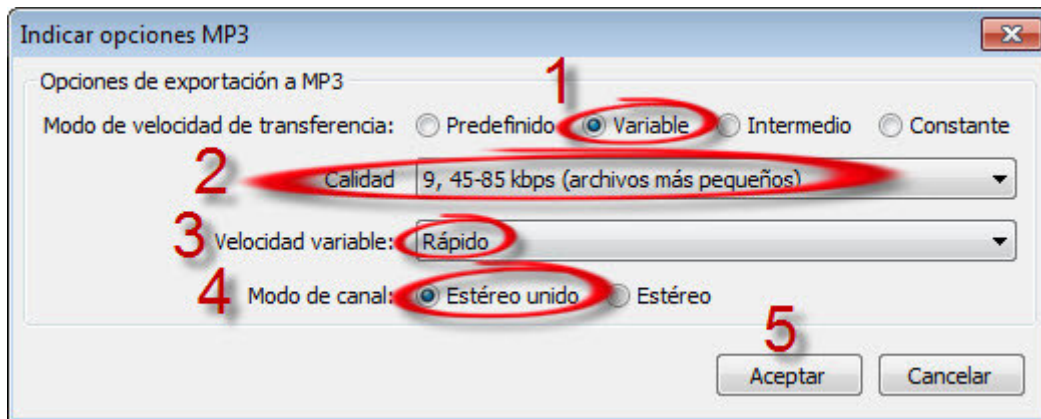 Indicar opciones MP3
Opciones de exportación a MP3
1
Modo de velocidad de transferencia: Predefinido Variable Intermedio Constante
2 Calidad 9, 45-85 kbps (archivos más pequeños)
3 Velocidad variable: Rápido
4 Modo de canal: Estéreo unido Estéreo
5
Aceptar Cancelar